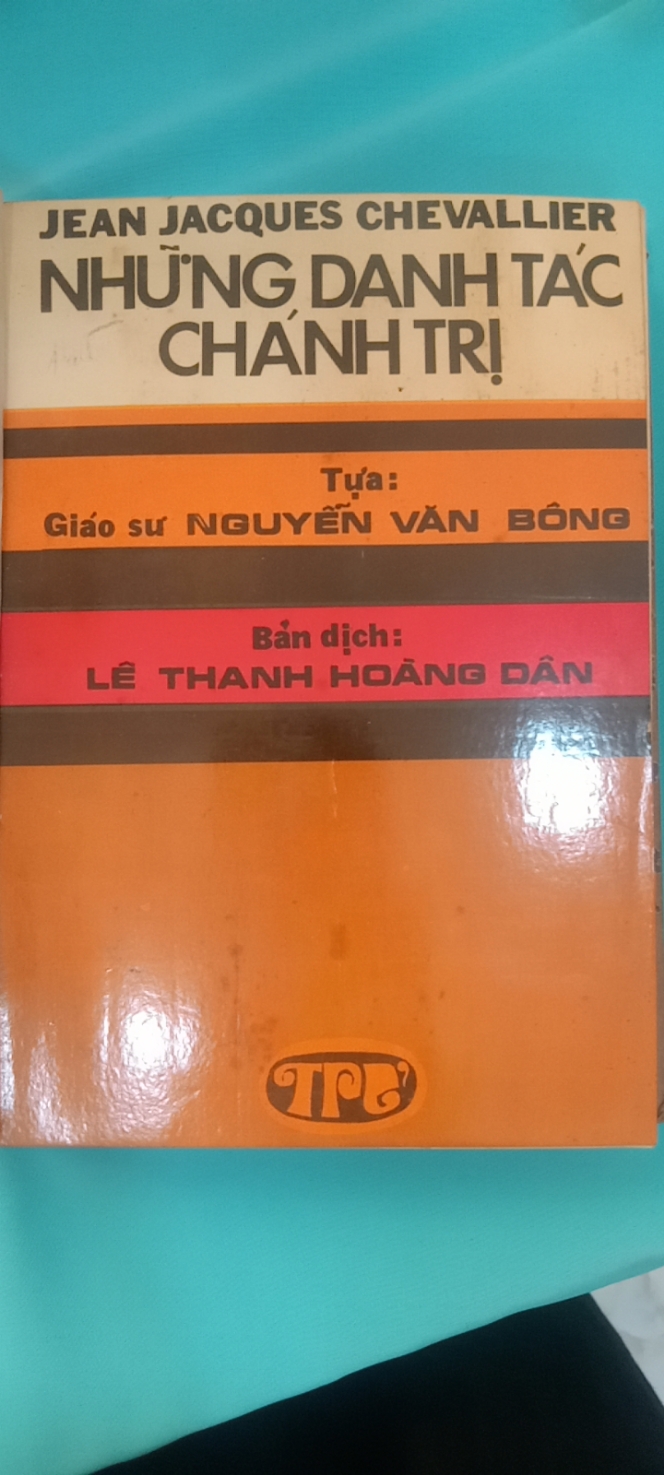 JEAN JACQUES CHEVALLIER
NHỮNG DANH TÁC
CHÁNH TRỊ
Tựa:
Giáo sư NGUYỄN VĂN BÔNG
Bản dịch:
LÊ THANH HOÀNG DÂN